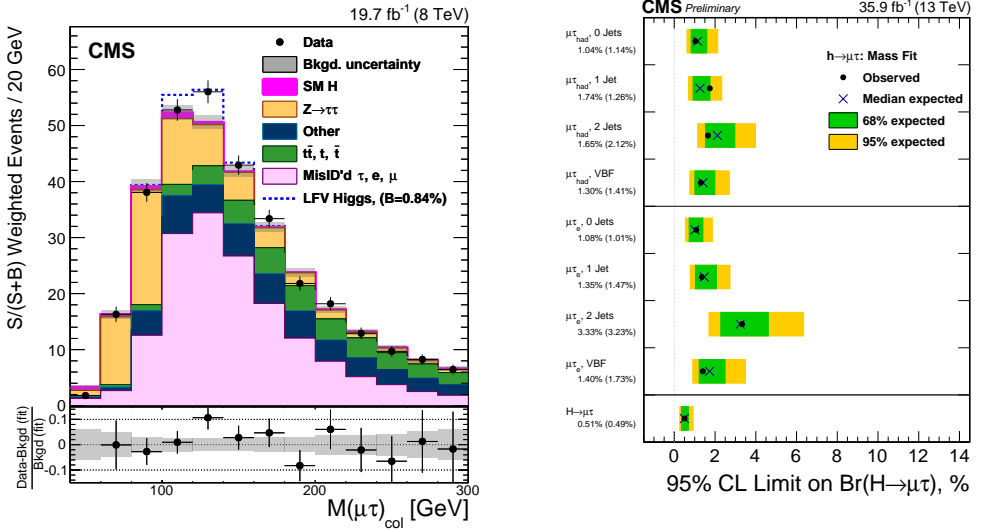 19.7 fb⁻¹ (8 TeV)
CMS
Data
Bkgd. uncertainty
SM H
Z→ττ
Other
tt̄, t, t̄
MisID'd τ, e, μ
LFV Higgs, (B=0.84%)
S/(S+B) Weighted Events / 20 GeV
60
50
40
30
20
10
0
Data-Bkgd (fit)
Bkgd (fit)
0.1
0
-0.1
100 200 300
M(μτ)col [GeV]
CMS Preliminary 35.9 fb⁻¹ (13 TeV)
h→μτ: Mass Fit
Observed
Median expected
68% expected
95% expected
μτhad, 0 Jets
1.04% (1.14%)
μτhad, 1 Jet
1.74% (1.26%)
μτhad, 2 Jets
1.65% (2.12%)
μτhad, VBF
1.30% (1.41%)
μτe, 0 Jets
1.08% (1.01%)
μτe, 1 Jet
1.35% (1.47%)
μτe, 2 Jets
3.33% (3.23%)
μτe, VBF
1.40% (1.73%)
H→μτ
0.51% (0.49%)
0 2 4 6 8 10 12 14
95% CL Limit on Br(H→μτ), %